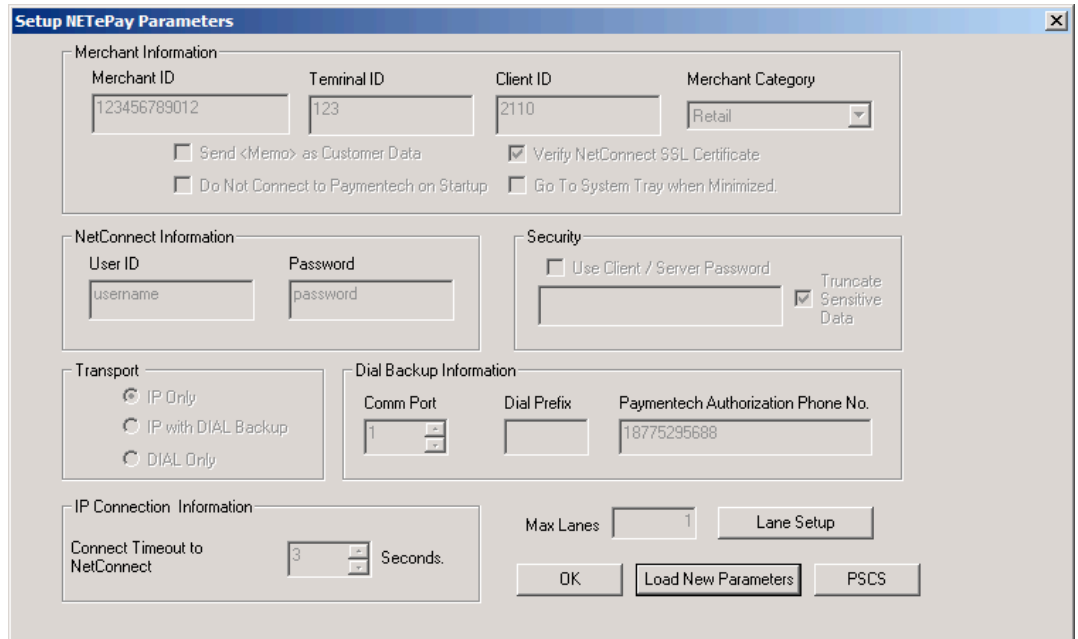 Setup NETePay Parameters
Merchant Information
Merchant ID Temrinal ID Client ID Merchant Category
123456789012 123 2110 Retail
Send <Memo> as Customer Data Verify NetConnect SSL Certificate
Do Not Connect to Paymentech on Startup Go To System Tray when Minimized.
NetConnect Information
User ID Password
username password
Security
Use Client / Server Password
Truncate
Sensitive
Data
Transport
IP Only
IP with DIAL Backup
DIAL Only
Dial Backup Information
Comm Port Dial Prefix Paymentech Authorization Phone No.
1 18775295688
IP Connection Information
Connect Timeout to
NetConnect
3 Seconds.
Max Lanes 1 Lane Setup
OK Load New Parameters PSCS